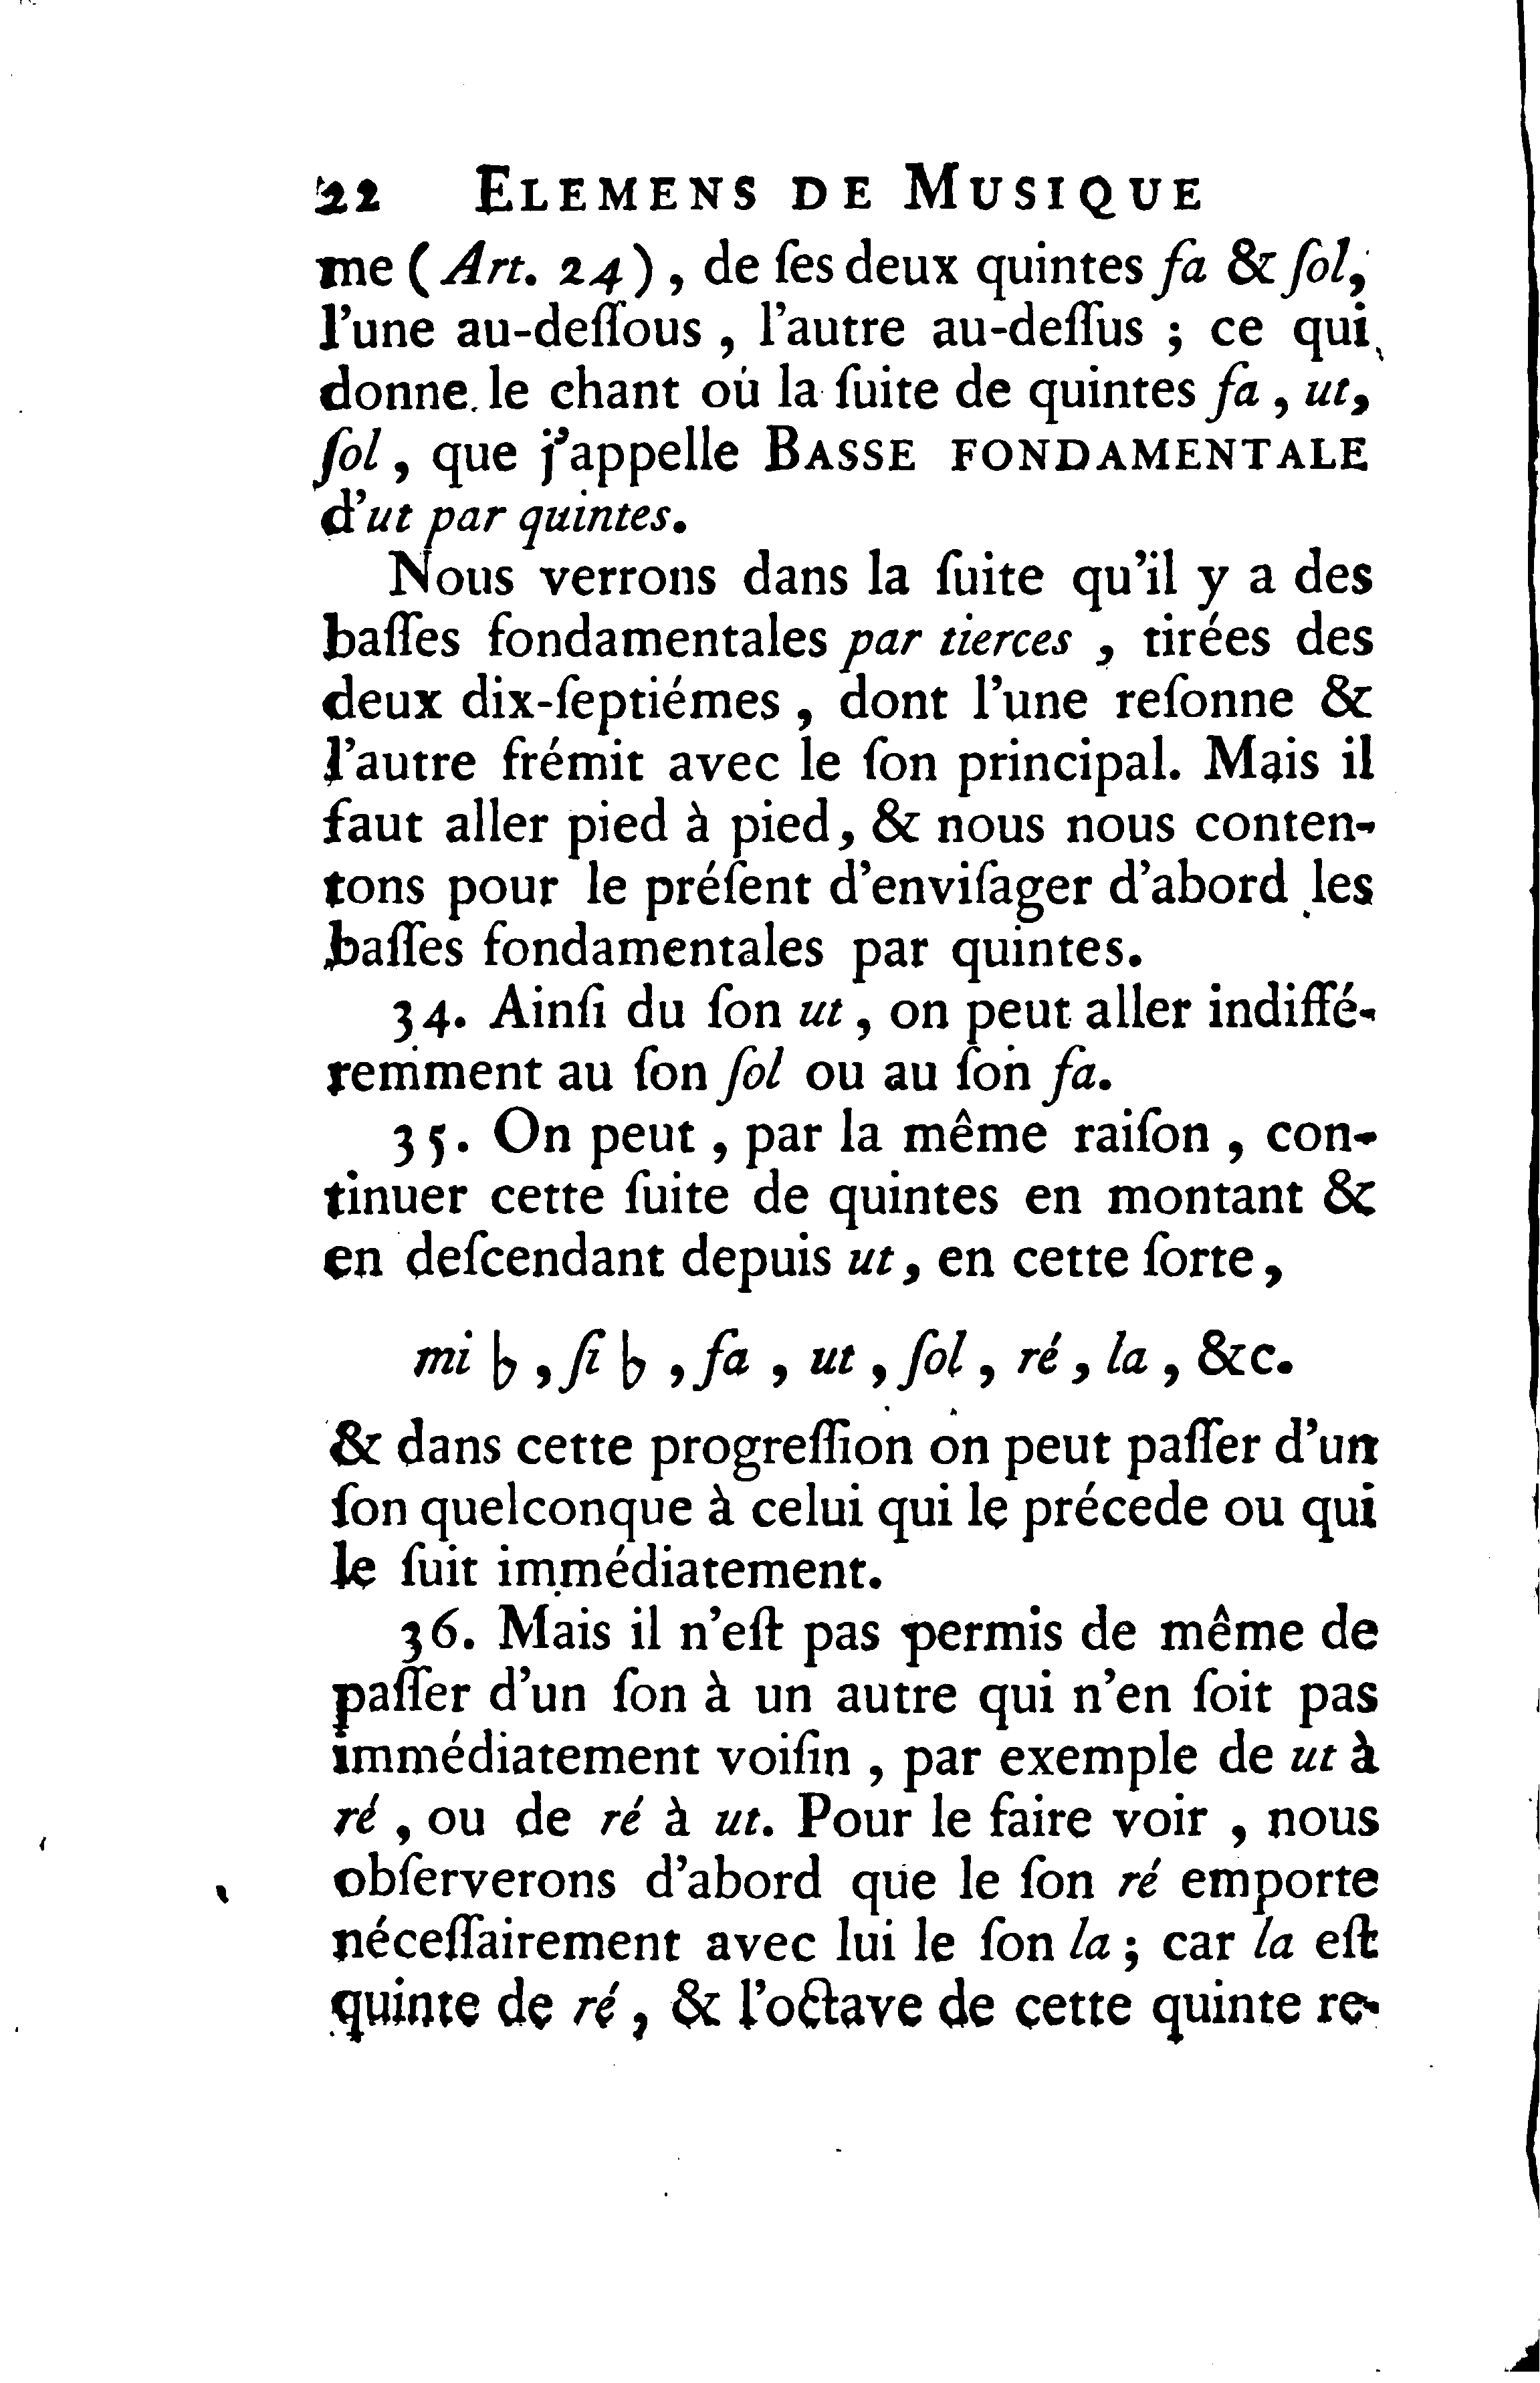 22 ELEMENS DE MUSIQUE
me (Art. 24), de ſes deux quintes fa & ſol,
l'une au-deſſous, l'autre au-deſſus ; ce qui
donne le chant où la ſuite de quintes fa, ut,
ſol, que j'appelle BASSE FONDAMENTALE
d'ut par quintes.
Nous verrons dans la ſuite qu'il y a des
baſſes fondamentales par tierces, tirées des
deux dix-ſeptiémes, dont l'une reſonne &
l'autre frémit avec le ſon principal. Mais il
faut aller pied à pied, & nous nous conten-
tons pour le préſent d'enviſager d'abord les
baſſes fondamentales par quintes.
34. Ainſi du ſon ut, on peut aller indiffé-
remment au ſon ſol ou au ſon fa.
35. On peut, par la même raiſon, con-
tinuer cette ſuite de quintes en montant &
en deſcendant depuis ut, en cette ſorte,
mi ♭, ſi ♭, fa, ut, ſol, ré, la, &c.
& dans cette progreſſion on peut paſſer d'un
ſon quelconque à celui qui le précede ou qui
le ſuit immédiatement.
36. Mais il n'eſt pas permis de même de
paſſer d'un ſon à un autre qui n'en ſoit pas
immédiatement voiſin, par exemple de ut à
ré, ou de ré à ut. Pour le faire voir, nous
obſerverons d'abord que le ſon ré emporte
néceſſairement avec lui le ſon la ; car la eſt
quinte de ré, & l'octave de cette quinte re-